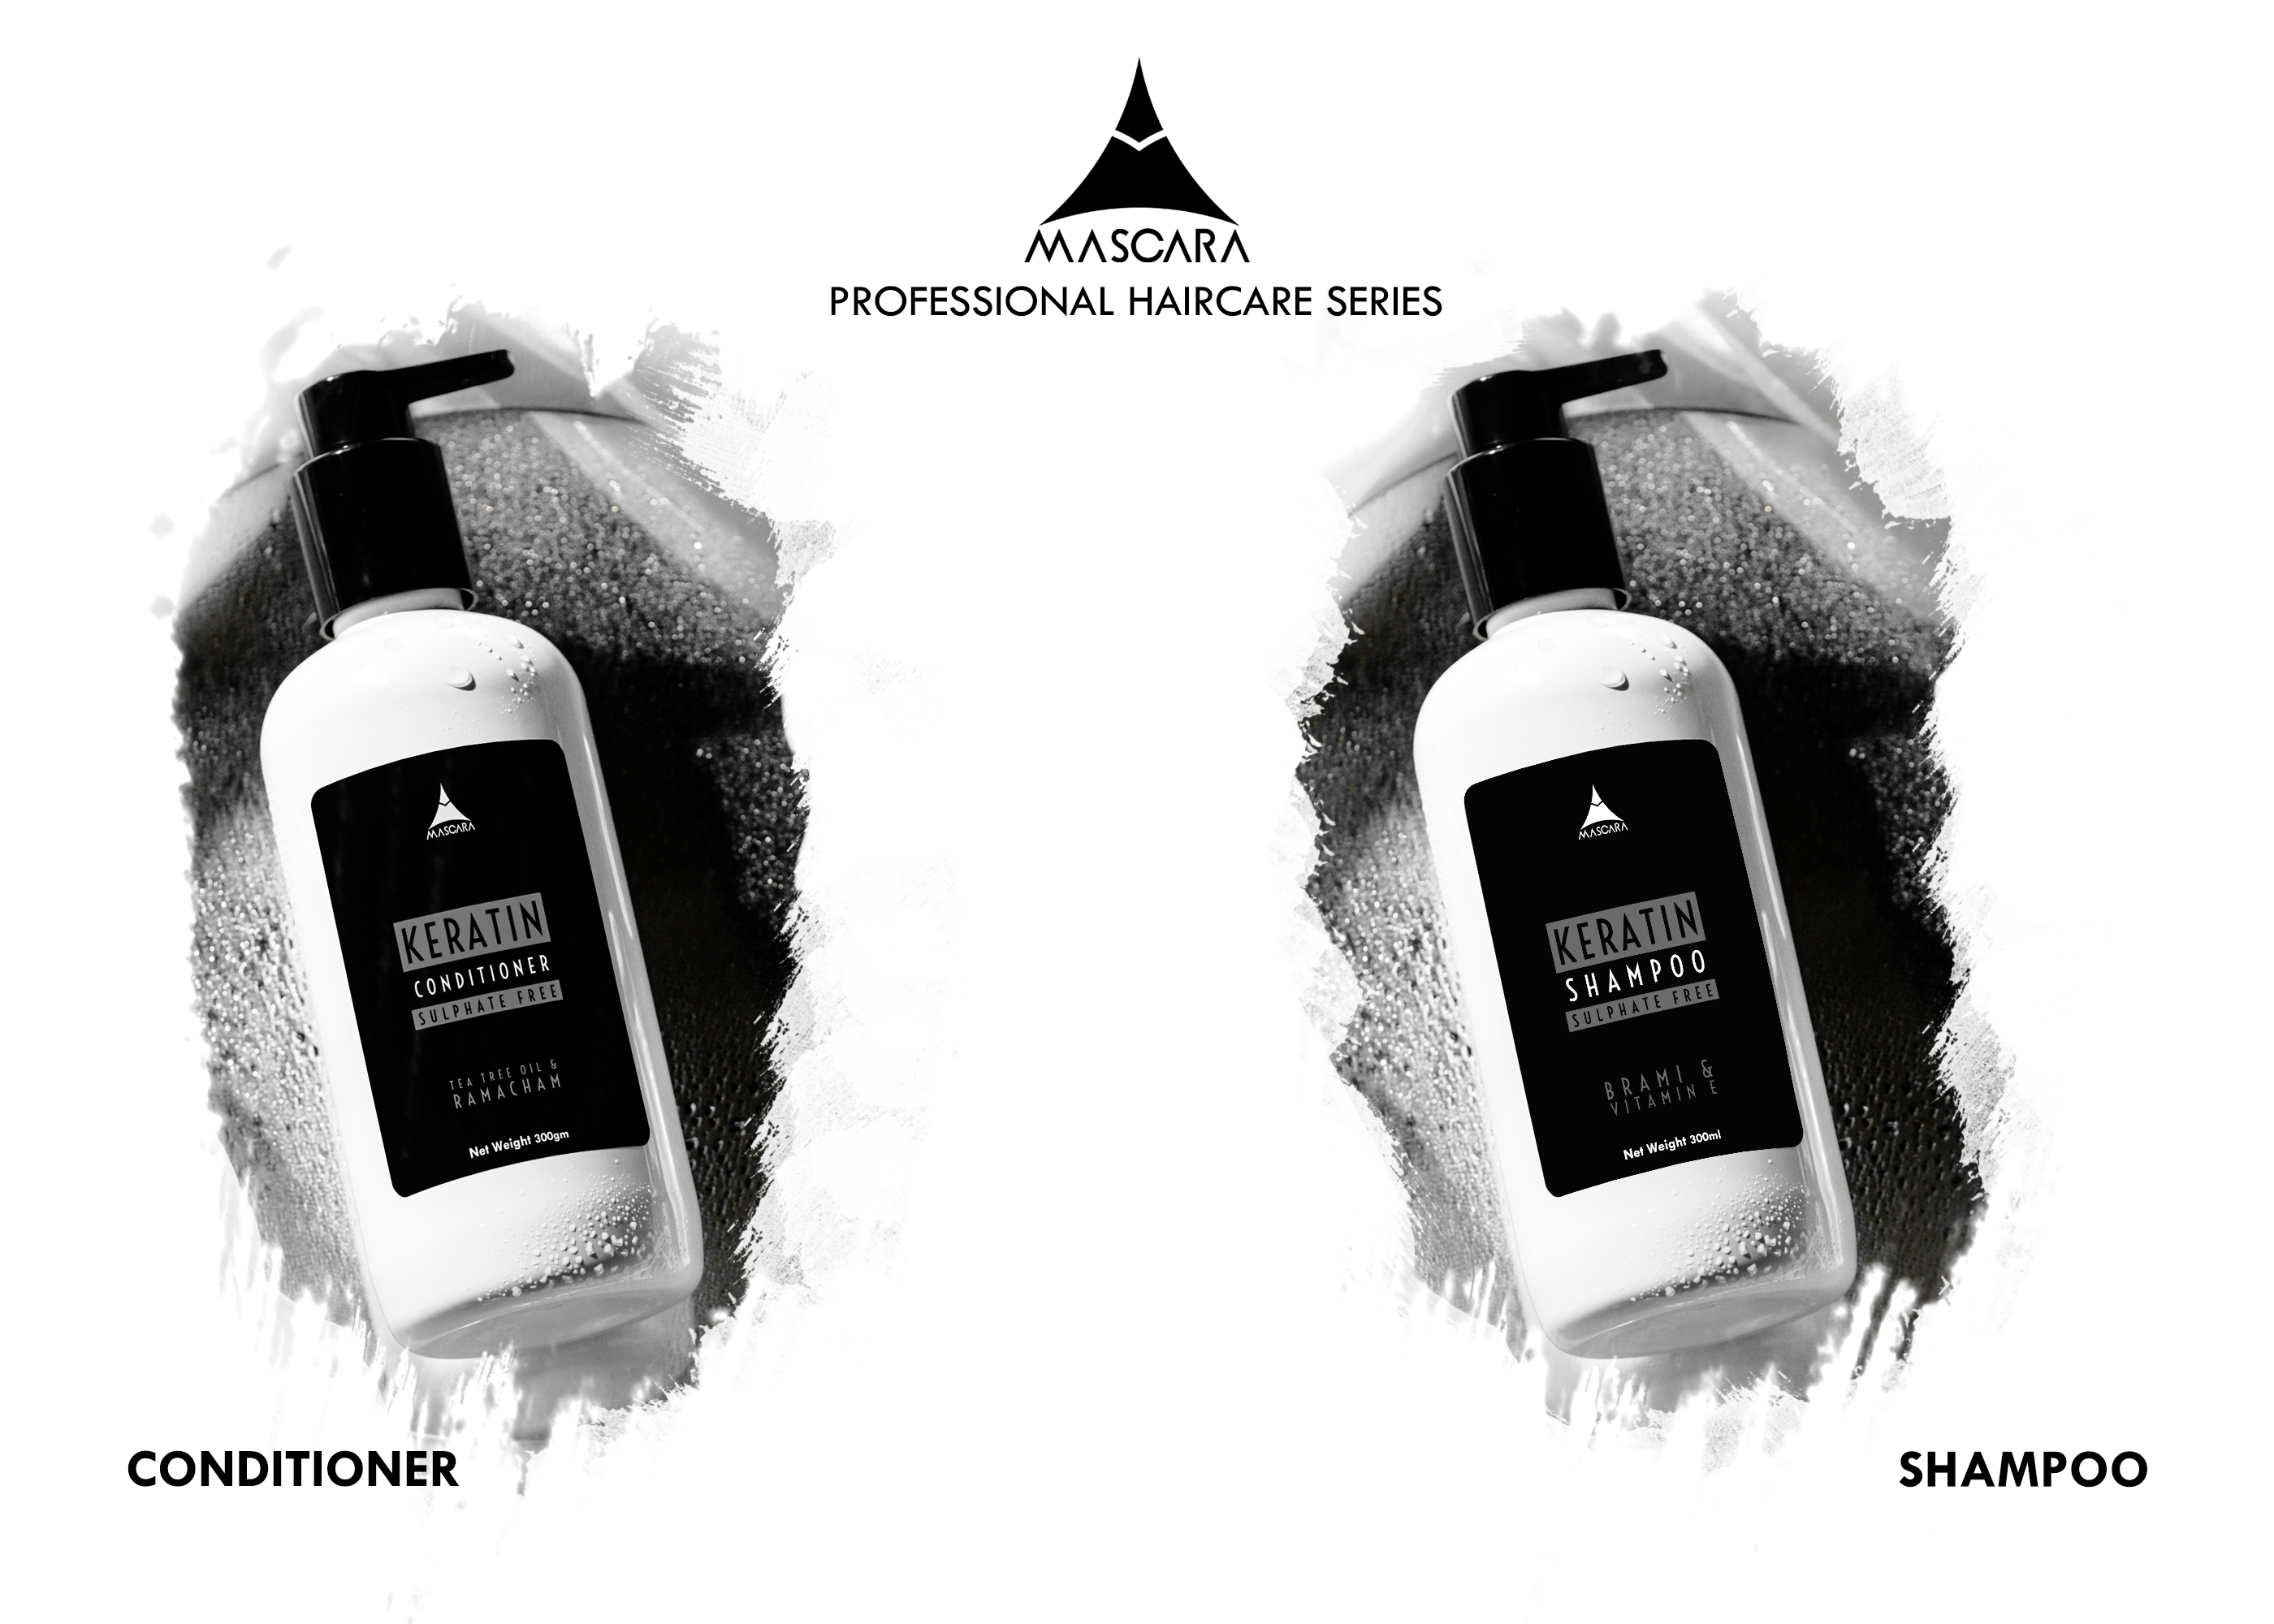 MASCARA
PROFESSIONAL HAIRCARE SERIES
MASCARA
KERATIN
CONDITIONER
SULPHATE FREE
TEA TREE OIL &
RAMACHAM
Net Weight 300gm
MASCARA
KERATIN
SHAMPOO
SULPHATE FREE
BRAMI &
VITAMIN E
Net Weight 300ml
CONDITIONER
SHAMPOO